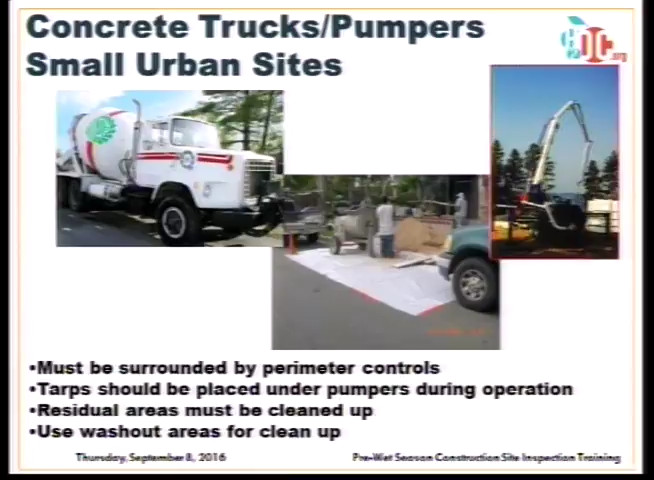 Concrete Trucks/Pumpers
Small Urban Sites
•Must be surrounded by perimeter controls
•Tarps should be placed under pumpers during operation
•Residual areas must be cleaned up
•Use washout areas for clean up
Thursday, September 8, 2016
Pre-Wet Season Construction Site Inspection Training